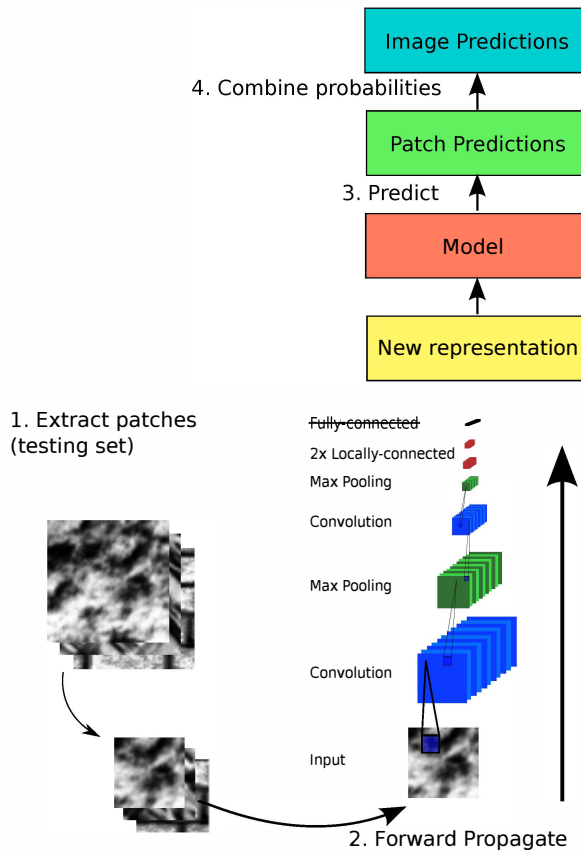 Image Predictions
4. Combine probabilities
Patch Predictions
3. Predict
Model
New representation
1. Extract patches
(testing set)
Fully-connected
2x Locally-connected
Max Pooling
Convolution
Max Pooling
Convolution
Input
2. Forward Propagate